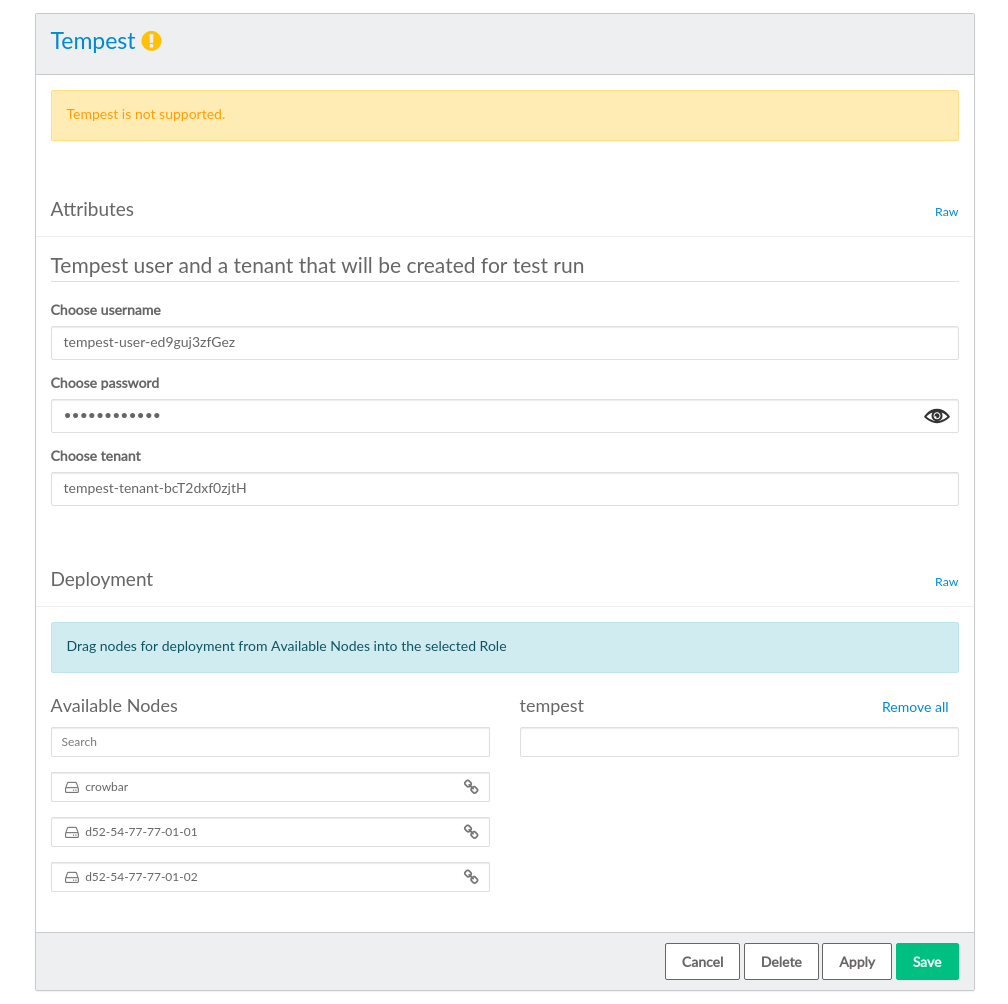 Tempest
Tempest is not supported.
Attributes
Raw
Tempest user and a tenant that will be created for test run
Choose username
tempest-user-ed9guj3zfGez
Choose password
••••••••••••
Choose tenant
tempest-tenant-bcT2dxf0zjtH
Deployment
Raw
Drag nodes for deployment from Available Nodes into the selected Role
Available Nodes
Search
crowbar
d52-54-77-77-01-01
d52-54-77-77-01-02
tempest
Remove all
Cancel
Delete
Apply
Save